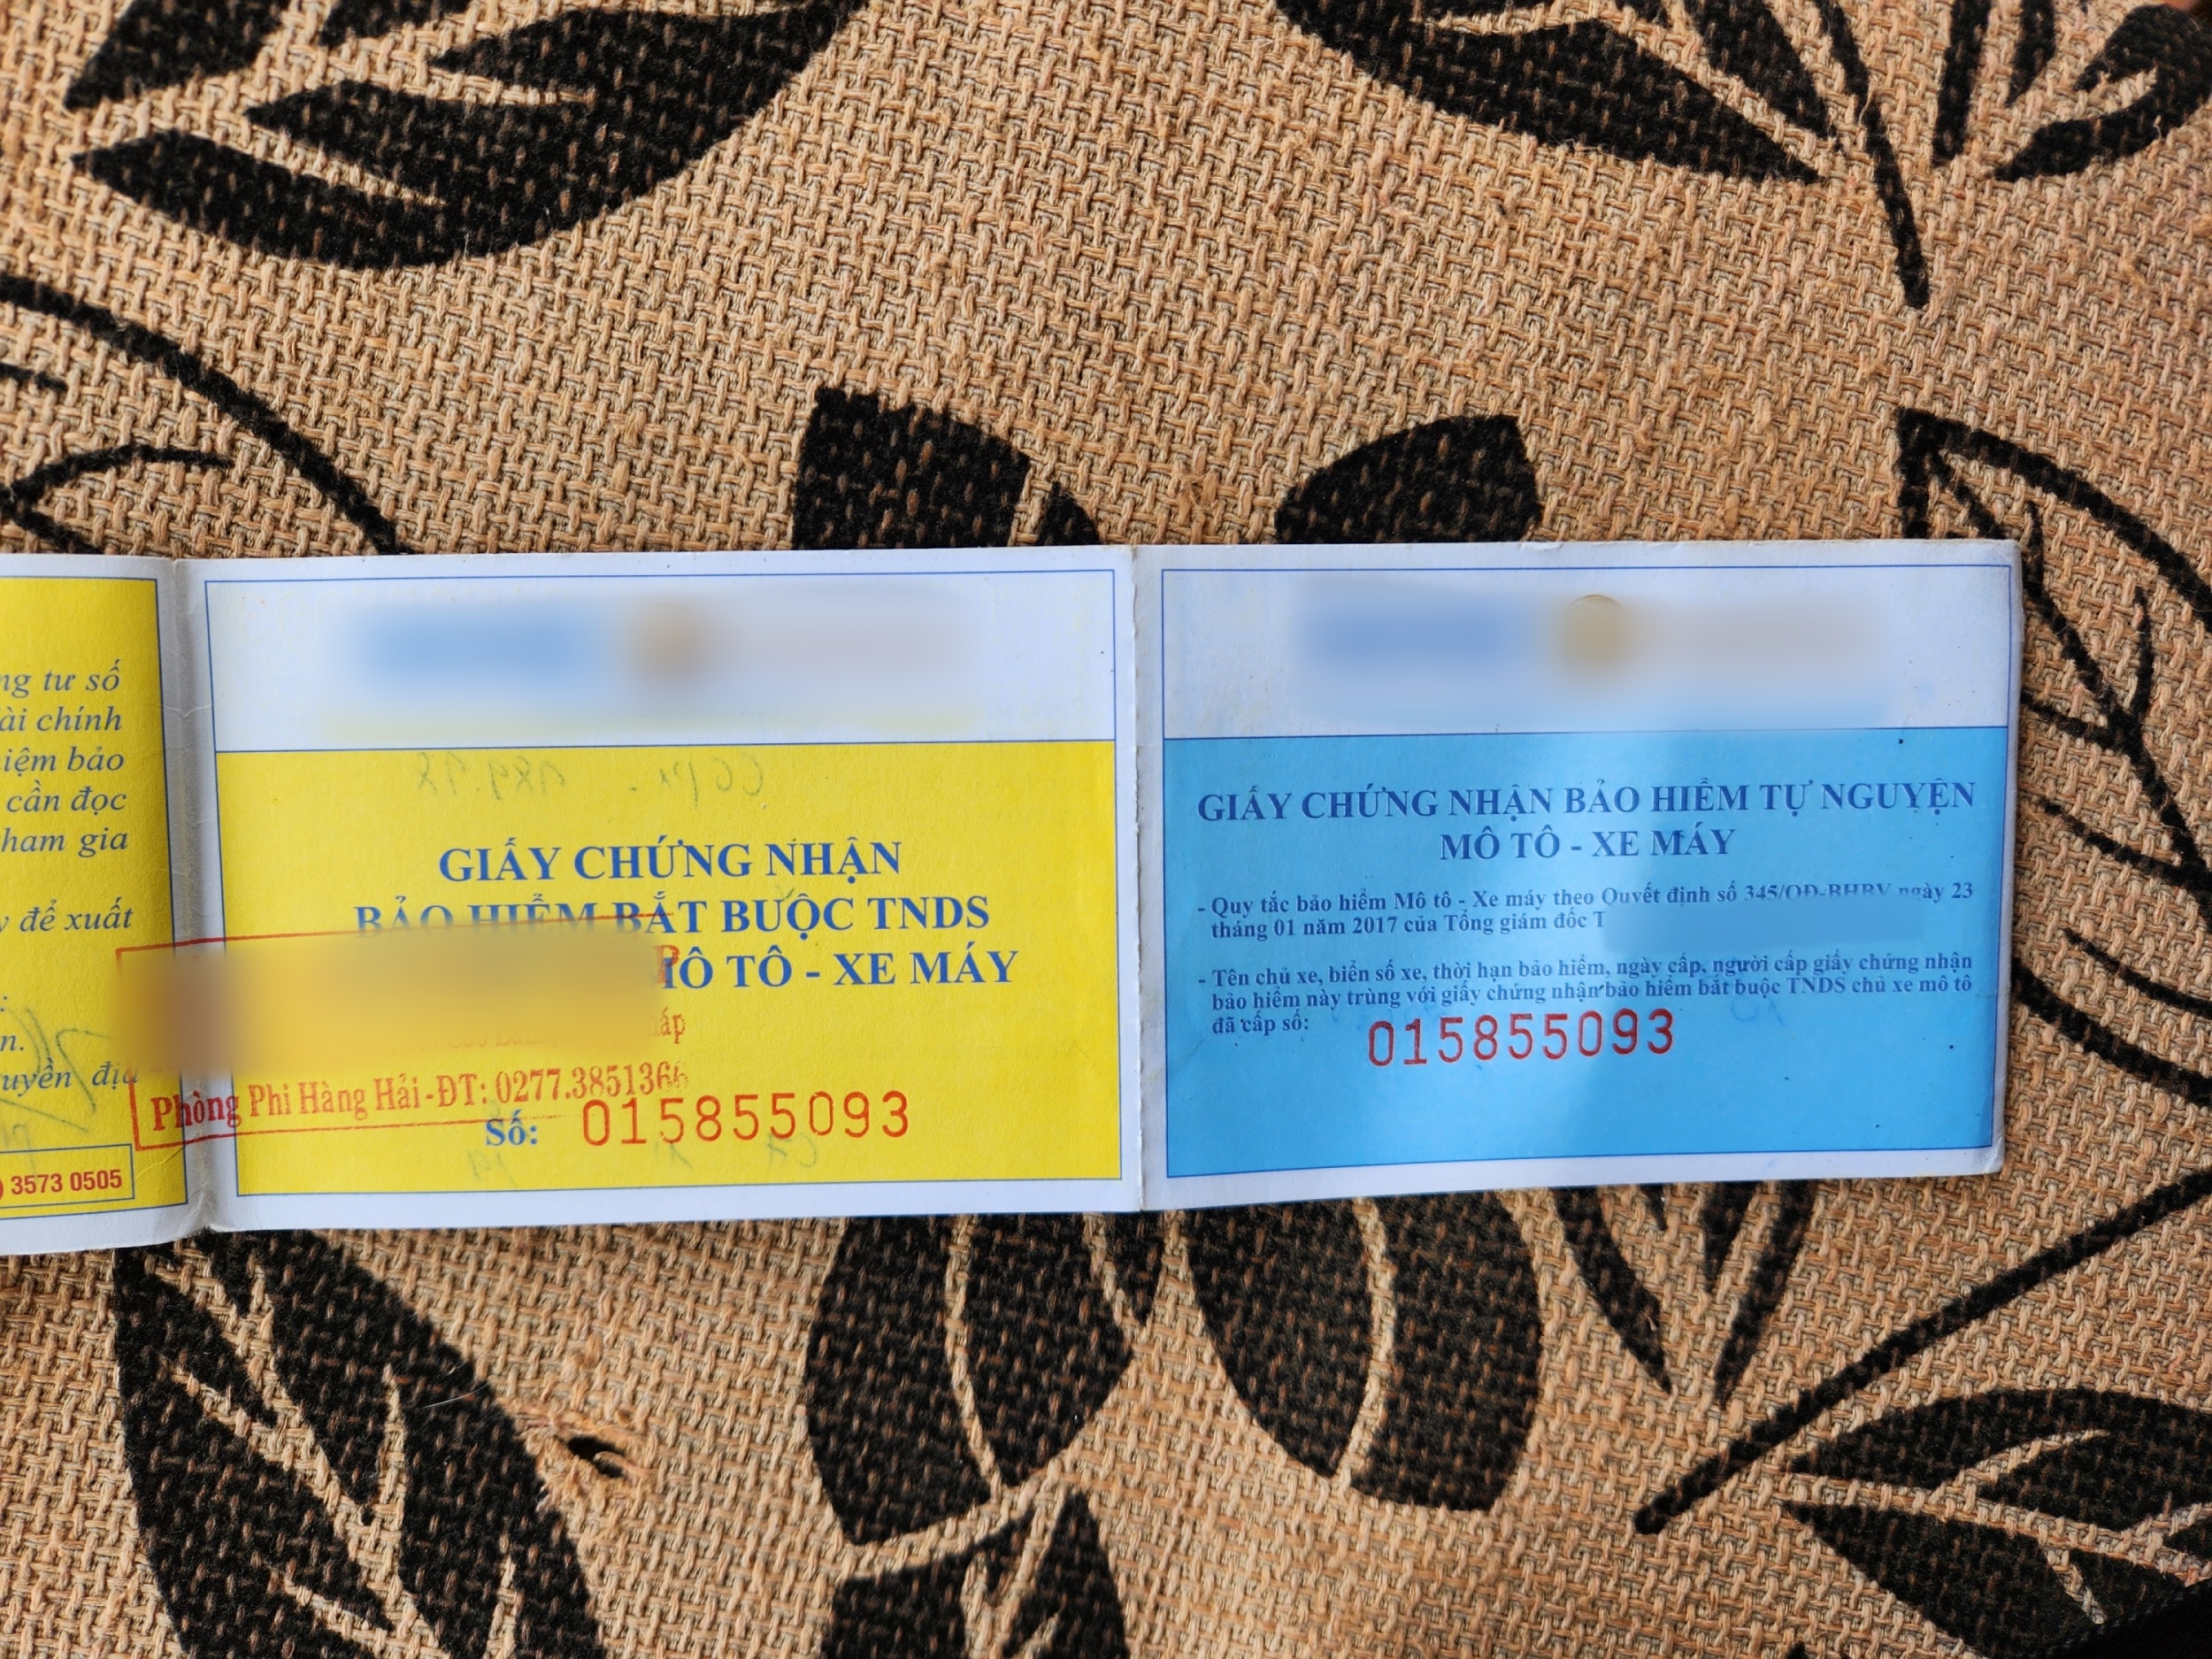 tư số
ài chính
iệm bảo
cần đọc
ham gia
để xuất
n.
uyền địa
3573 0505
GIẤY CHỨNG NHẬN
BẢO HIỂM BẮT BUỘC TNDS
MÔ TÔ - XE MÁY
áp
Phòng Phi Hàng Hải-ĐT: 0277.3851366
Số: 015855093
GIẤY CHỨNG NHẬN BẢO HIỂM TỰ NGUYỆN
MÔ TÔ - XE MÁY
- Quy tắc bảo hiểm Mô tô - Xe máy theo Quyết định số 345/QĐ-BHBV ngày 23
tháng 01 năm 2017 của Tổng giám đốc T
- Tên chủ xe, biển số xe, thời hạn bảo hiểm, ngày cấp, người cấp giấy chứng nhận
bảo hiểm này trùng với giấy chứng nhận bảo hiểm bắt buộc TNDS chủ xe mô tô
đã cấp số: 015855093